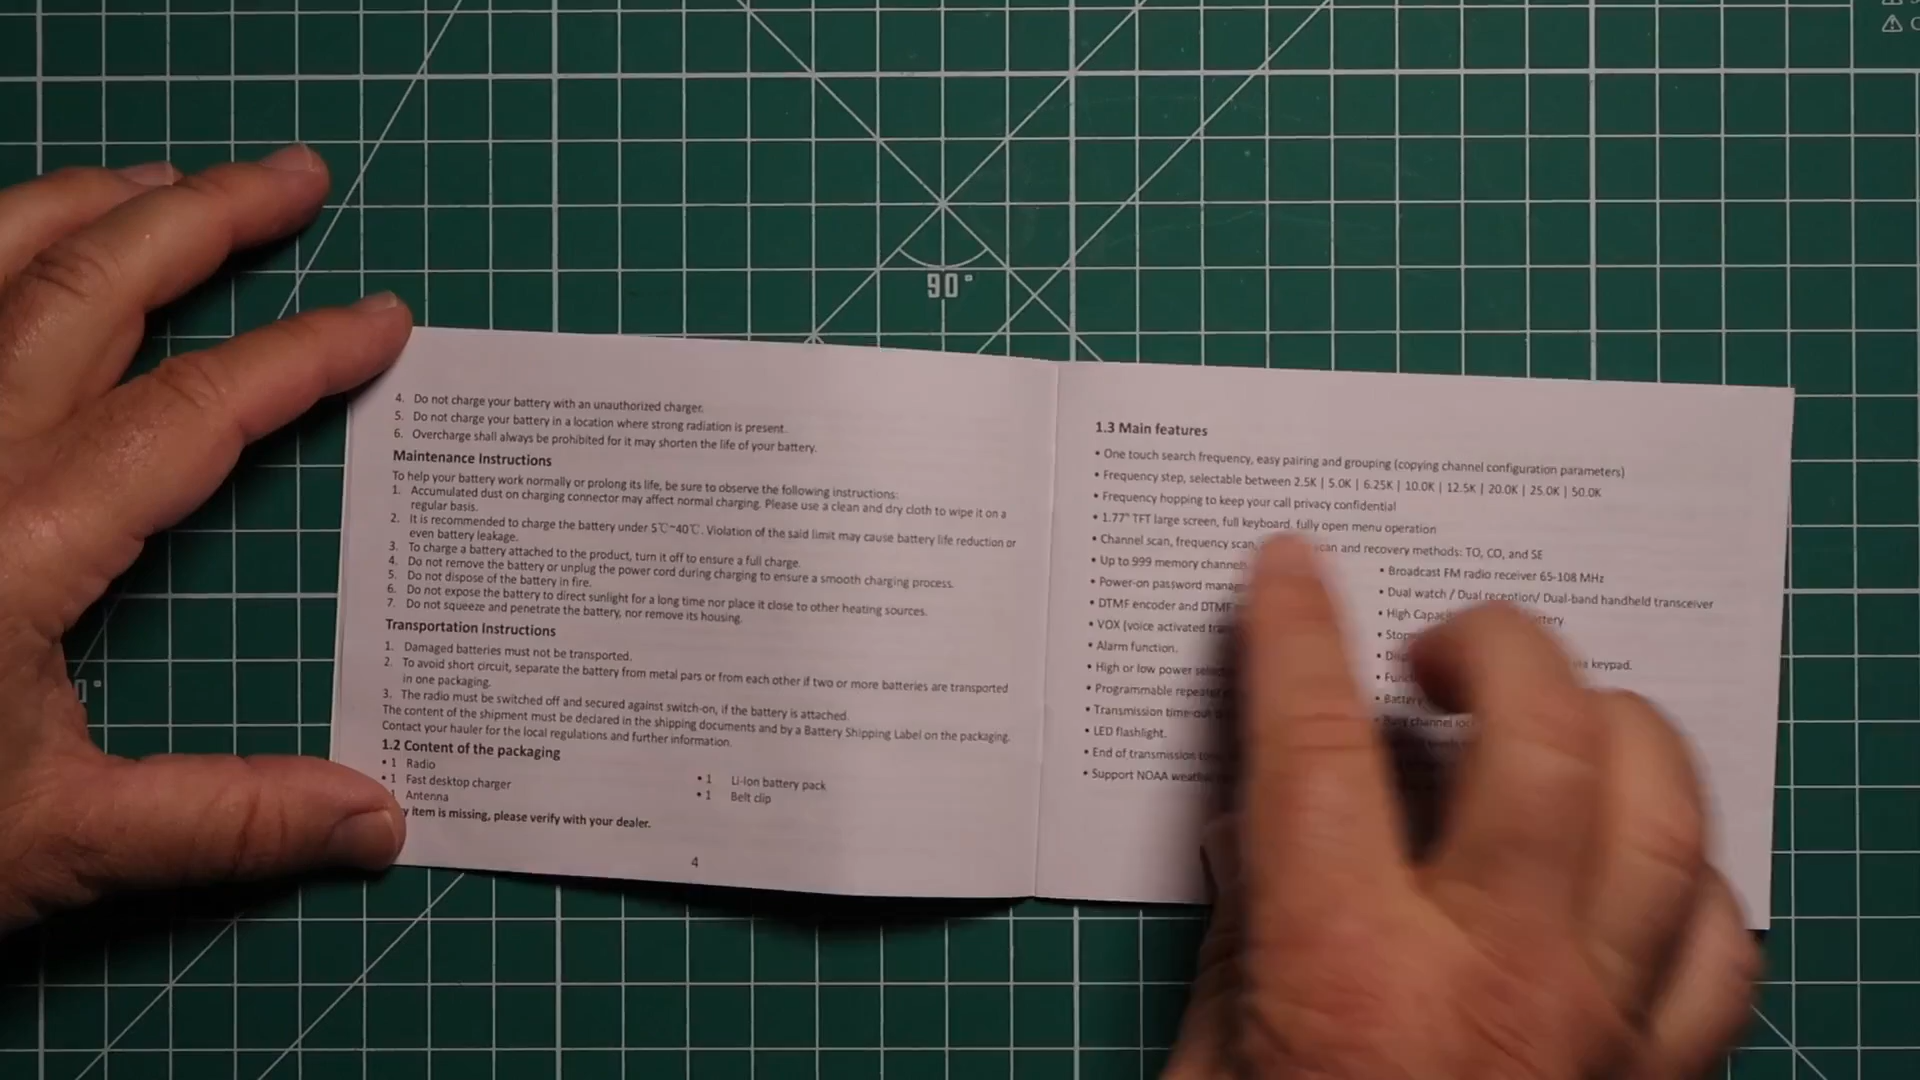 90°
4. Do not charge your battery with an unauthorized charger.
5. Do not charge your battery in a location where strong radiation is present.
6. Overcharge shall always be prohibited for it may shorten the life of your battery.
Maintenance Instructions
To help your battery work normally or prolong its life, be sure to observe the following instructions:
1. Accumulated dust on charging connector may affect normal charging. Please use a clean and dry cloth to wipe it on a
regular basis.
2. It is recommended to charge the battery under 5℃~40℃. Violation of the said limit may cause battery life reduction or
even battery leakage.
3. To charge a battery attached to the product, turn it off to ensure a full charge.
4. Do not remove the battery or unplug the power cord during charging to ensure a smooth charging process.
5. Do not dispose of the battery in fire.
6. Do not expose the battery to direct sunlight for a long time nor place it close to other heating sources.
7. Do not squeeze and penetrate the battery, nor remove its housing.
Transportation Instructions
1. Damaged batteries must not be transported.
2. To avoid short circuit, separate the battery from metal pars or from each other if two or more batteries are transported
in one packaging.
3. The radio must be switched off and secured against switch-on, if the battery is attached.
The content of the shipment must be declared in the shipping documents and by a Battery Shipping Label on the packaging.
Contact your hauler for the local regulations and further information.
1.2 Content of the packaging
• 1 Radio
• 1 Fast desktop charger
1 Antenna
• 1 Li-Ion battery pack
• 1 Belt clip
item is missing, please verify with your dealer.
4
1.3 Main features
• One touch search frequency, easy pairing and grouping (copying channel configuration parameters)
• Frequency step, selectable between 2.5K | 5.0K | 6.25K | 10.0K | 12.5K | 20.0K | 25.0K | 50.0K
• Frequency hopping to keep your call privacy confidential
• 1.77" TFT large screen, full keyboard, fully open menu operation
• Channel scan, frequency scan, scan and recovery methods: TO, CO, and SE
• Up to 999 memory channels
• Power-on password
• DTMF encoder and DTMF
• VOX (voice activated
• Alarm function.
• High or low power
• Programmable repeater
• Transmission time-out
• LED flashlight.
• End of transmission
• Support NOAA
• Broadcast FM radio receiver 65-108 MHz
• Dual watch / Dual reception/ Dual-band handheld transceiver
• High
• via keypad.
• Battery
• Busy channel